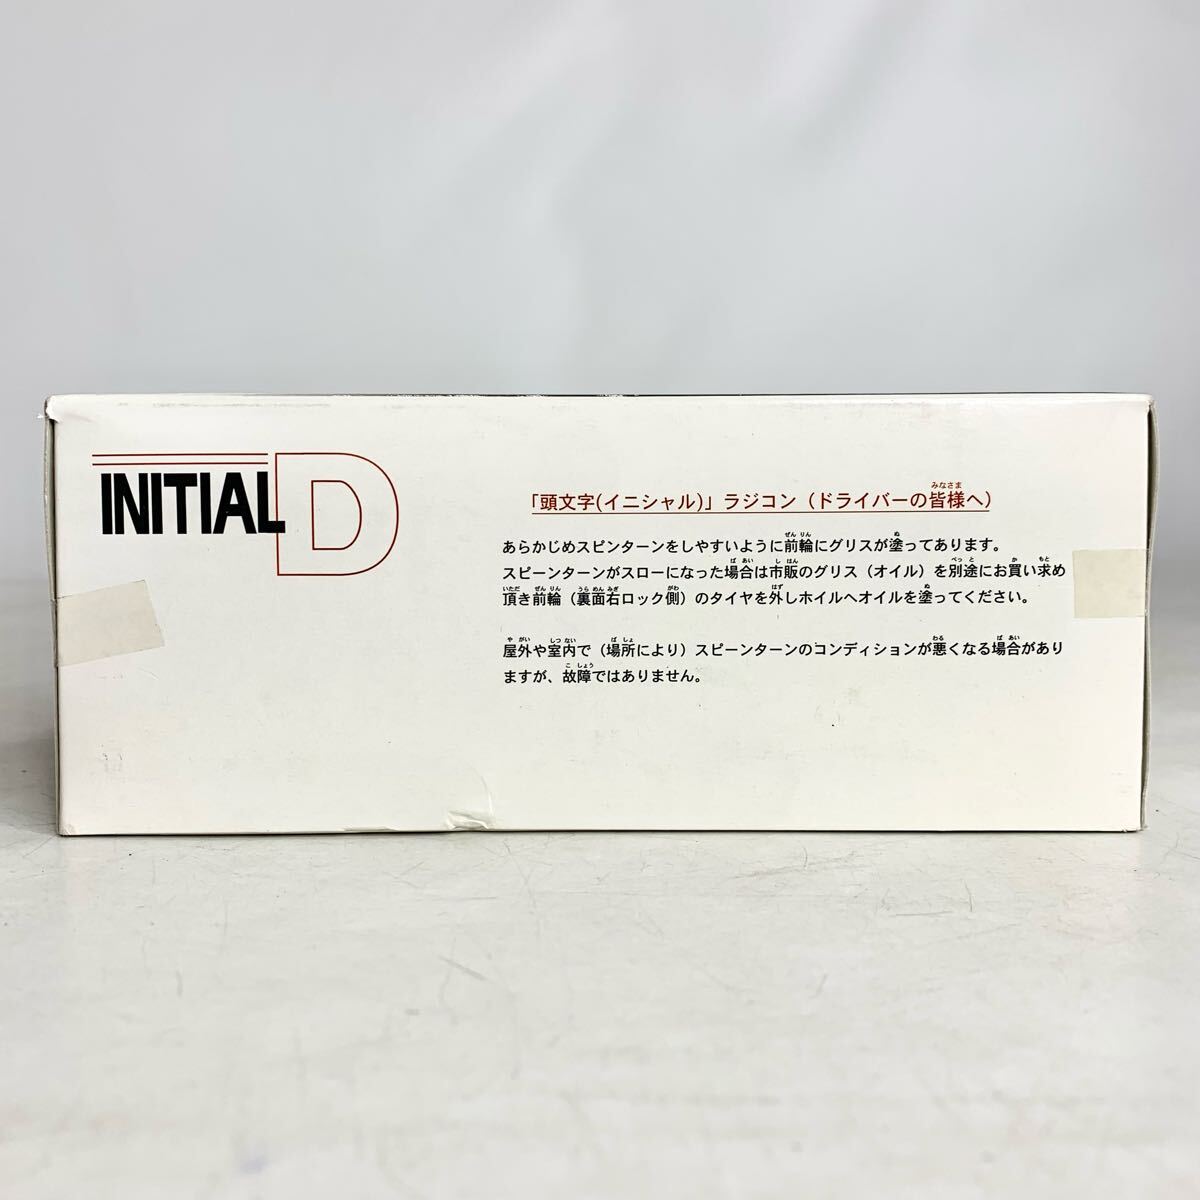 INITIAL D
「頭文字(イニシャル)」ラジコン（ドライバーの皆様へ）
あらかじめスピンターンをしやすいように前輪にグリスが塗ってあります。
スピーンターンがスローになった場合は市販のグリス（オイル）を別途にお買い求め
頂き前輪（裏面右ロック側）のタイヤを外しホイルへオイルを塗ってください。
屋外や室内で（場所により）スピーンターンのコンディションが悪くなる場合があり
ますが、故障ではありません。